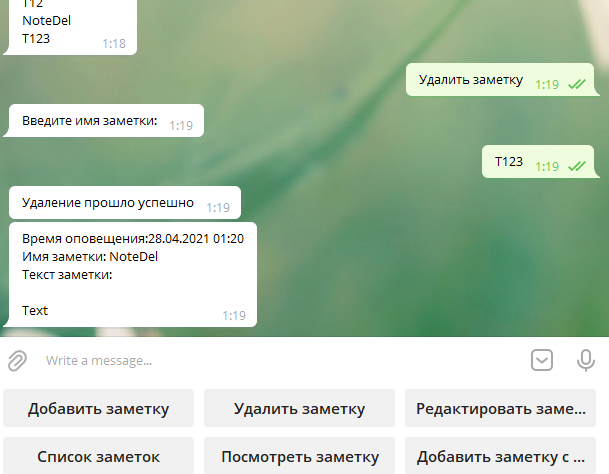 T12
NoteDel
T123
1:18
Удалить заметку 1:19
Введите имя заметки: 1:19
T123 1:19
Удаление прошло успешно 1:19
Время оповещения:28.04.2021 01:20
Имя заметки: NoteDel
Текст заметки:
Text
1:19
Write a message...
Добавить заметку
Удалить заметку
Редактировать заме...
Список заметок
Посмотреть заметку
Добавить заметку с ...